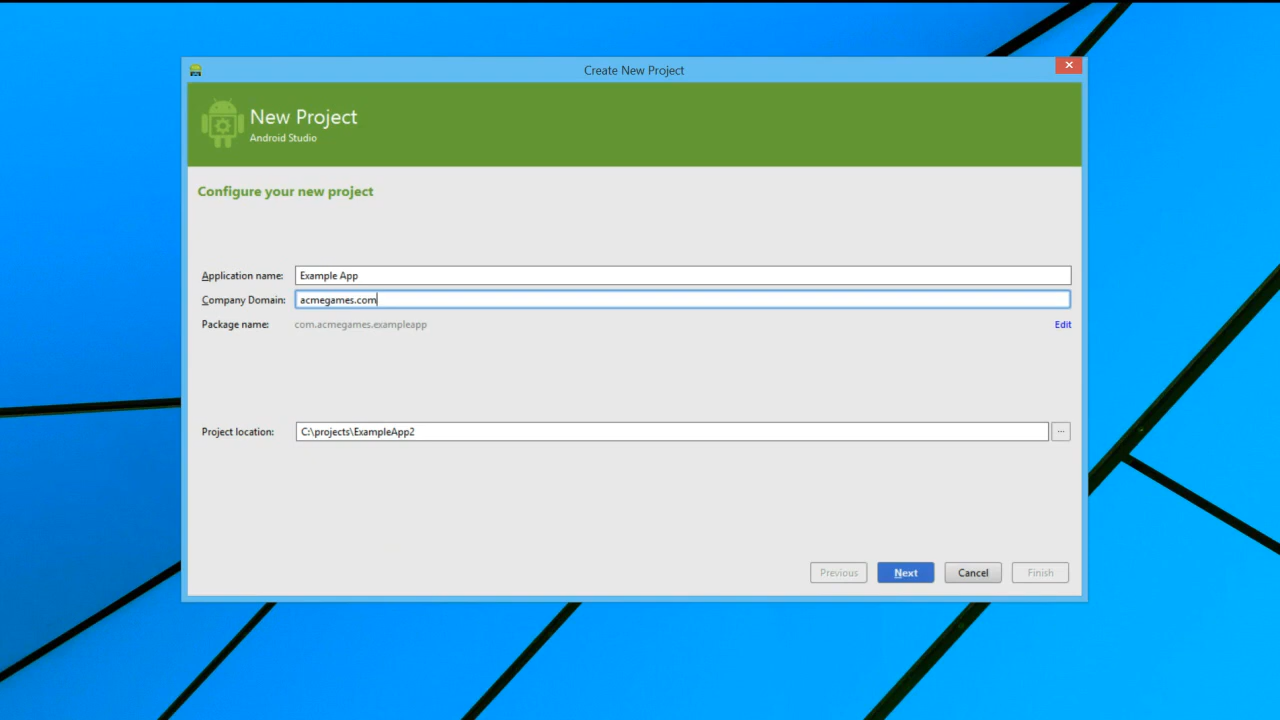 Create New Project
New Project
Android Studio
Configure your new project
Application name: Example App
Company Domain: acmegames.com
Package name: com.acmegames.exampleapp Edit
Project location: C:\projects\ExampleApp2 ...
Previous Next Cancel Finish